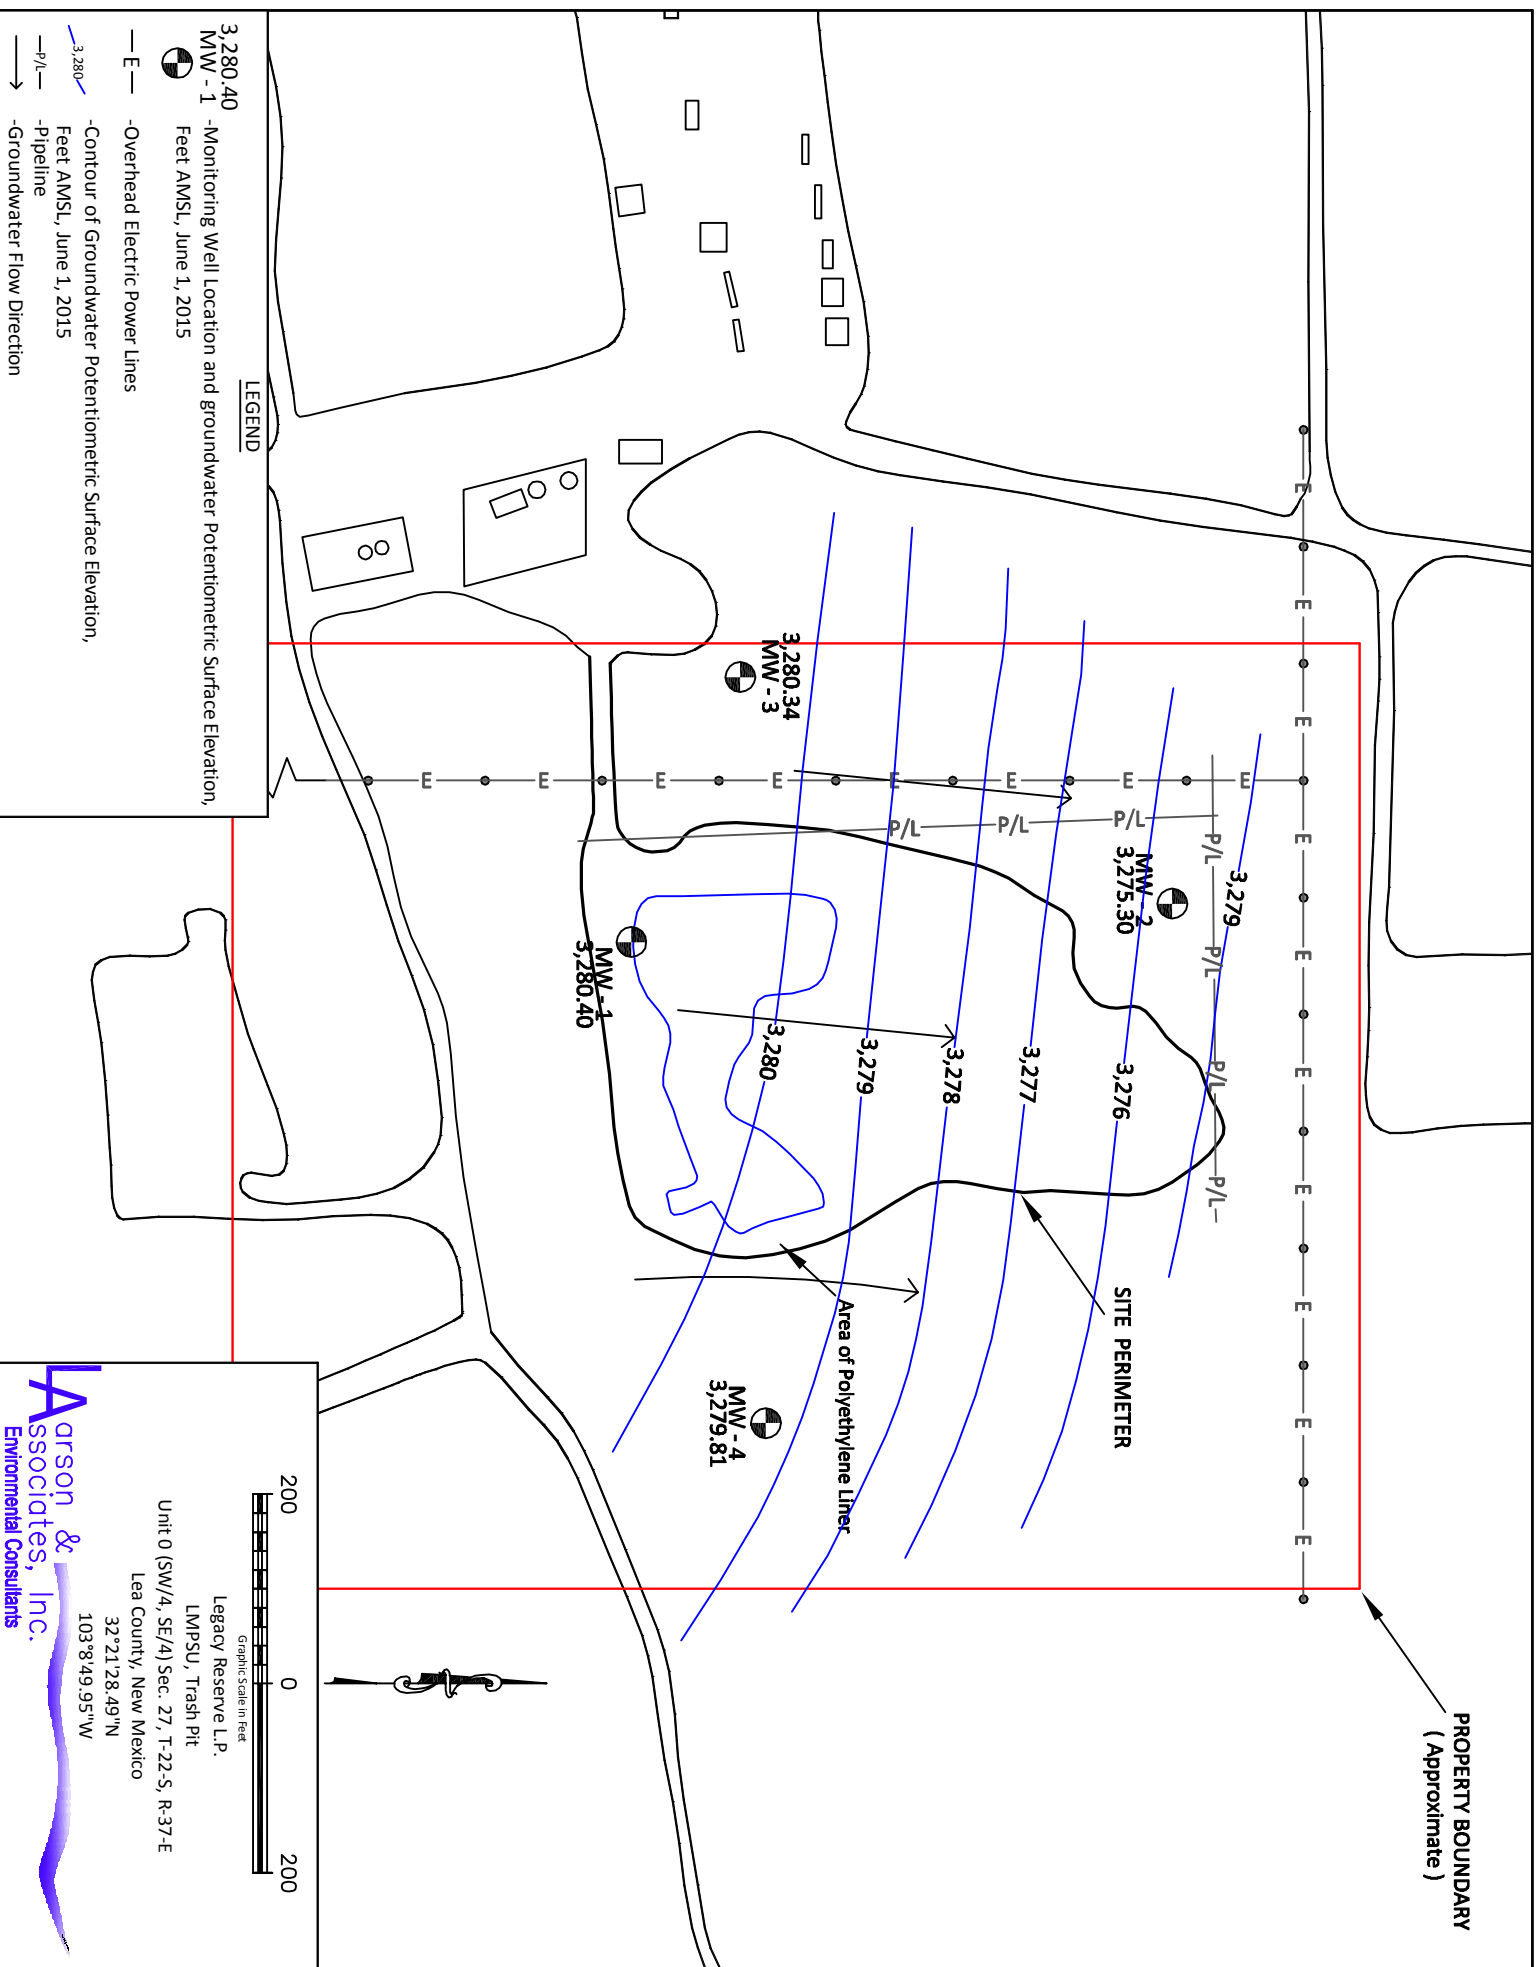 PROPERTY BOUNDARY
( Approximate )
E
E
E
E
E
E
E
E
E
E
3,279
P/L
P/L
P/L
P/L
MW - 2
3,275.30
3,276
SITE PERIMETER
P/L
P/L
P/L
E
E
E
E
E
E
E
3,277
3,278
3,279
3,280
Area of Polyethylene Liner
3,280.34
MW - 3
MW - 4
3,279.81
MW - 1
3,280.40
LEGEND
3,280.40
MW - 1
-Monitoring Well Location and groundwater Potentiometric Surface Elevation,
Feet AMSL, June 1, 2015
E
-Overhead Electric Power Lines
3,280
-Contour of Groundwater Potentiometric Surface Elevation,
Feet AMSL, June 1, 2015
P/L
-Pipeline
-Groundwater Flow Direction
200
0
200
Graphic Scale in Feet
Legacy Reserve L.P.
LMPSU, Trash Pit
Unit 0 (SW/4, SE/4) Sec. 27, T-22-S, R-37-E
Lea County, New Mexico
32°21'28.49"N
103°8'49.95"W
Larson &
Associates, Inc.
Environmental Consultants